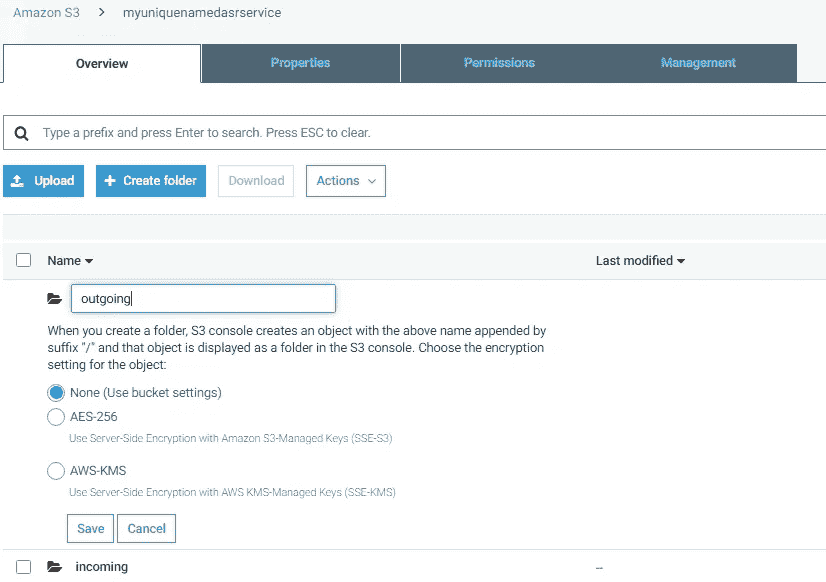 Amazon S3 > myuniquenamedasrservice
Overview Properties Permissions Management
Type a prefix and press Enter to search. Press ESC to clear.
Upload + Create folder Download Actions
Name Last modified
outgoing
When you create a folder, S3 console creates an object with the above name appended by
suffix "/" and that object is displayed as a folder in the S3 console. Choose the encryption
setting for the object:
None (Use bucket settings)
AES-256
Use Server-Side Encryption with Amazon S3-Managed Keys (SSE-S3)
AWS-KMS
Use Server-Side Encryption with AWS KMS-Managed Keys (SSE-KMS)
Save Cancel
incoming --